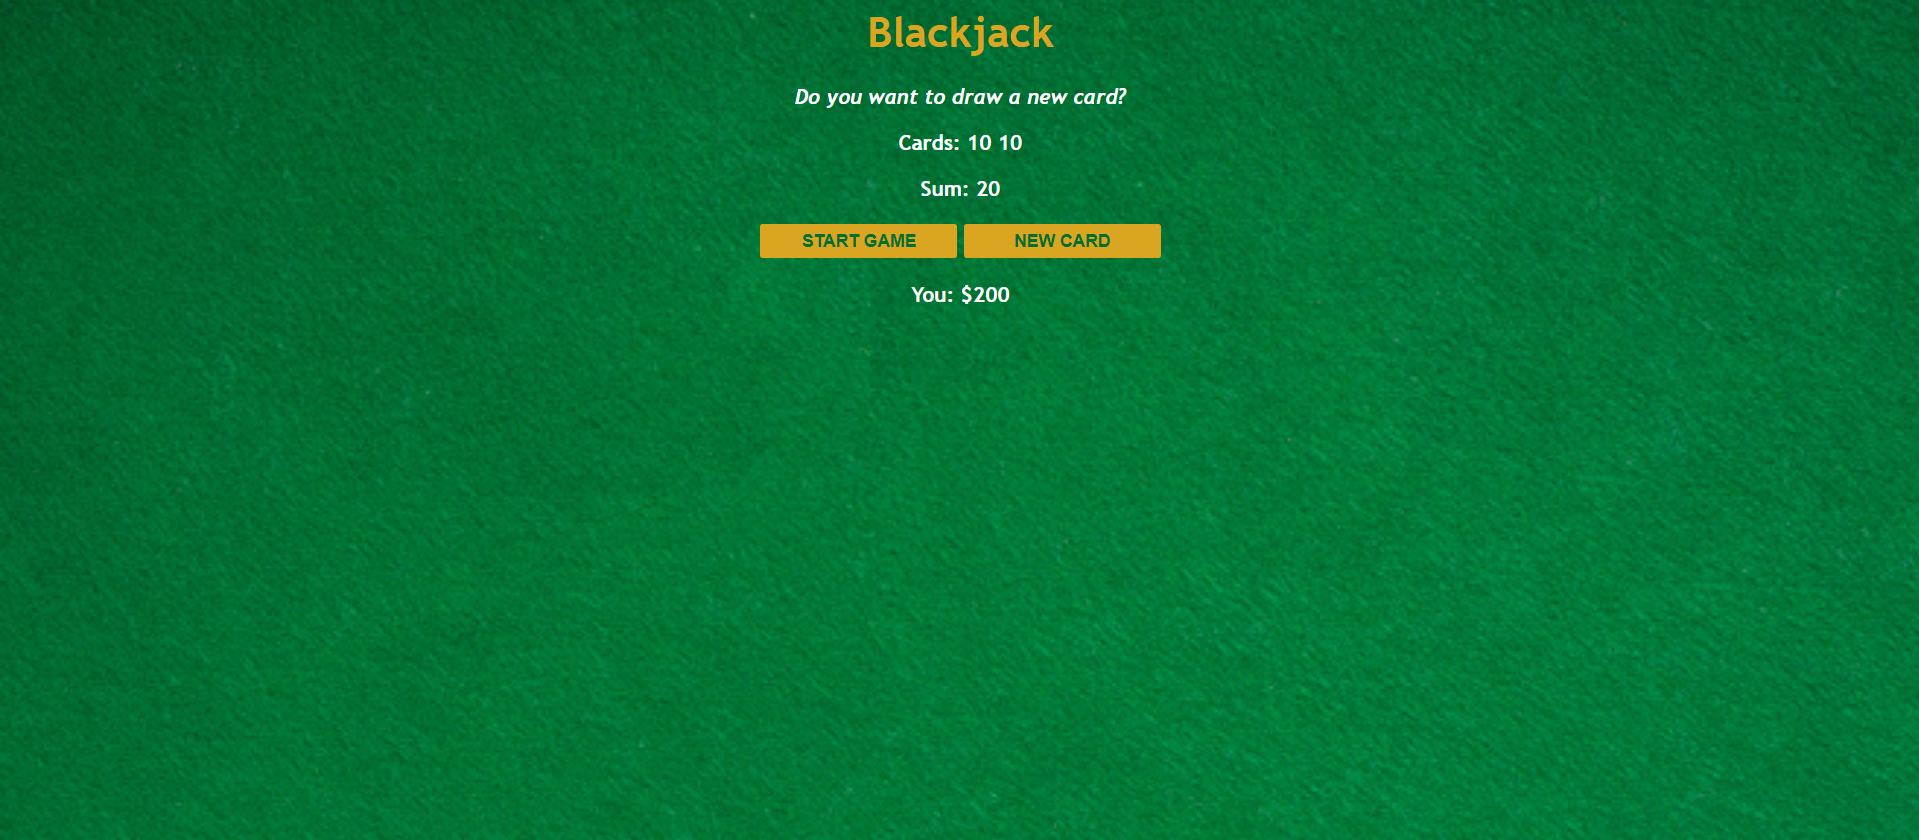 Blackjack
Do you want to draw a new card?
Cards: 10 10
Sum: 20
START GAME NEW CARD
You: $200